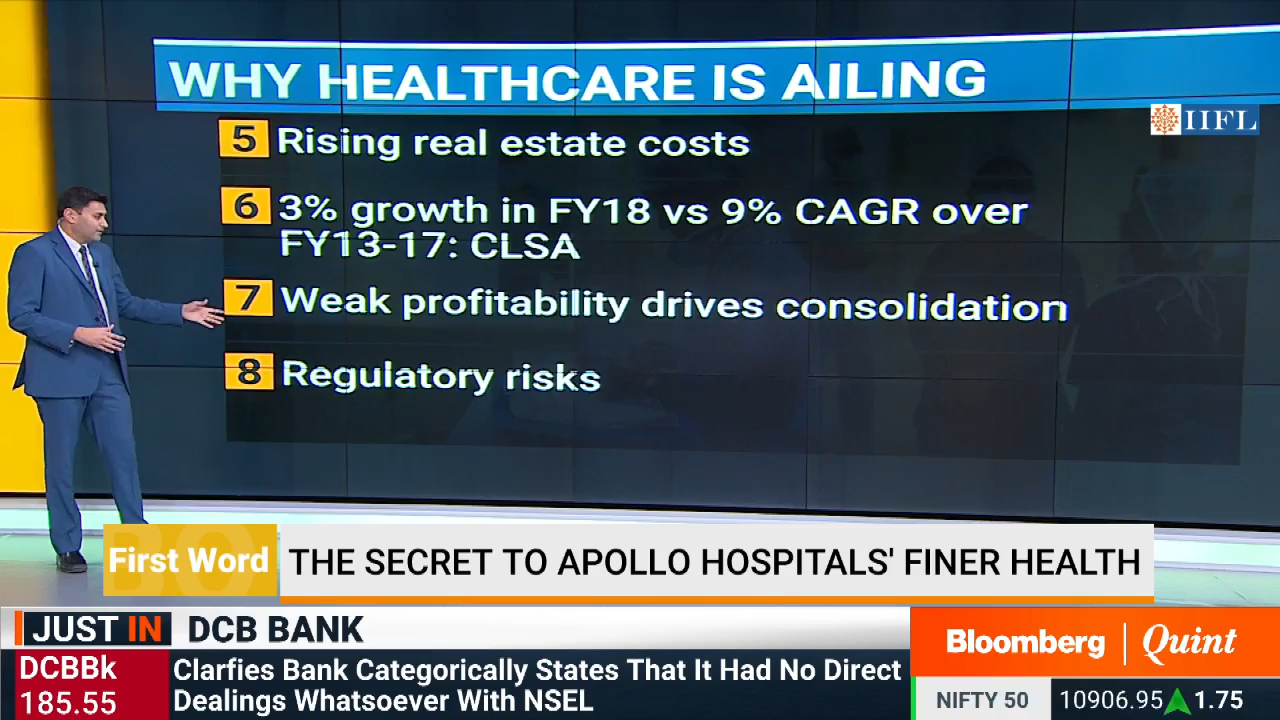 WHY HEALTHCARE IS AILING
IIFL
5 Rising real estate costs
6 3% growth in FY18 vs 9% CAGR over
FY13-17: CLSA
7 Weak profitability drives consolidation
8 Regulatory risks
First Word
THE SECRET TO APOLLO HOSPITALS' FINER HEALTH
JUST IN DCB BANK
DCBBk
185.55
Clarfies Bank Categorically States That It Had No Direct
Dealings Whatsoever With NSEL
Bloomberg | Quint
NIFTY 50 10906.95 1.75